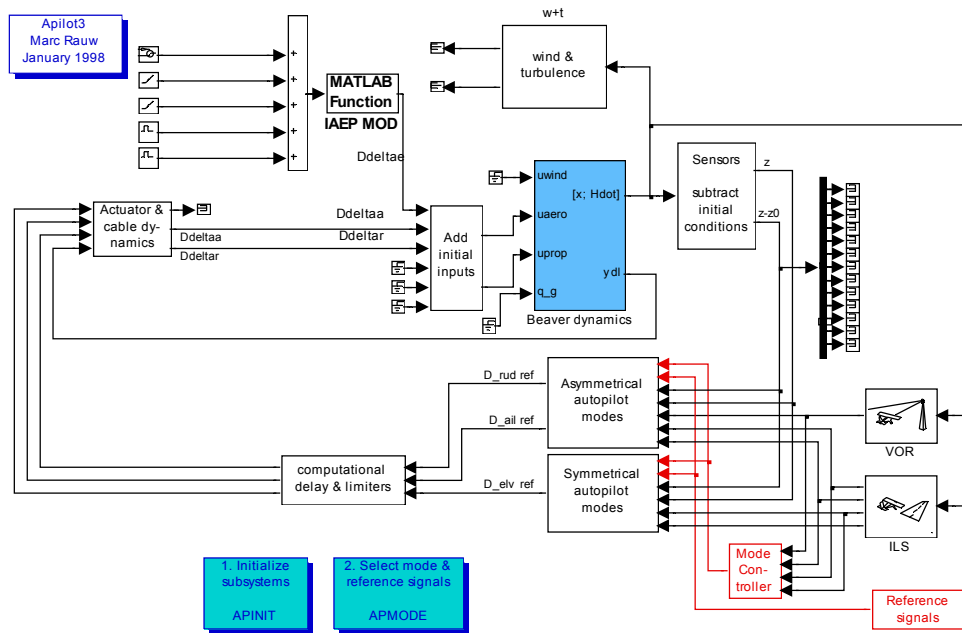 Apilot3
Marc Rauw
January 1998
+
+
+
+
+
MATLAB
Function
IAEP MOD
Ddeltae
w+t
wind &
turbulence
Sensors
subtract
initial
conditions
z
z-z0
Actuator &
cable dy-
namics
Ddeltaa
Ddeltar
Ddeltaa
Ddeltar
Add
initial
inputs
uwind
uaero
uprop
q_g
[x; Hdot]
ydl
Beaver dynamics
D_rud ref
D_ail ref
D_elv ref
Asymmetrical
autopilot
modes
Symmetrical
autopilot
modes
computational
delay & limiters
VOR
ILS
Mode
Con-
troller
Reference
signals
1. Initialize
subsystems
APINIT
2. Select mode &
reference signals
APMODE